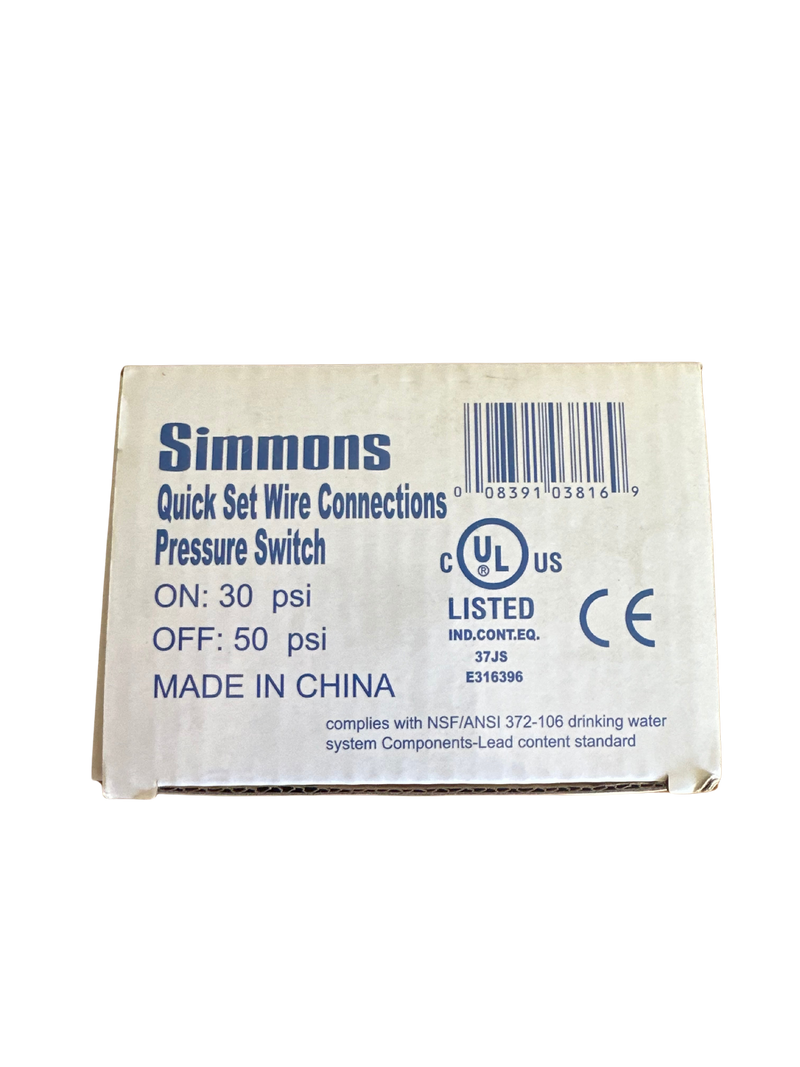 Simmons
Quick Set Wire Connections
Pressure Switch
ON: 30 psi
OFF: 50 psi
MADE IN CHINA
0 08391 03816 9
C UL ® US
LISTED
IND.CONT.EQ.
37JS
E316396
CE
complies with NSF/ANSI 372-106 drinking water
system Components-Lead content standard